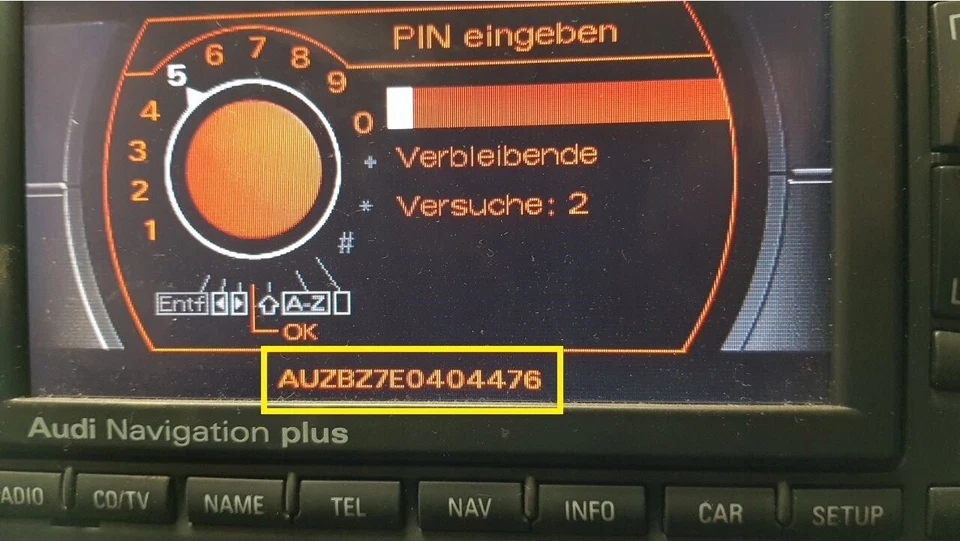 PIN eingeben
1
2
3
4
5
6
7
8
9
0
+
*
#
Verbleibende
Versuche: 2
Entf A-Z
OK
AUZBZ7E0404476
Audi Navigation plus
ADIO CD/TV NAME TEL NAV INFO CAR SETUP